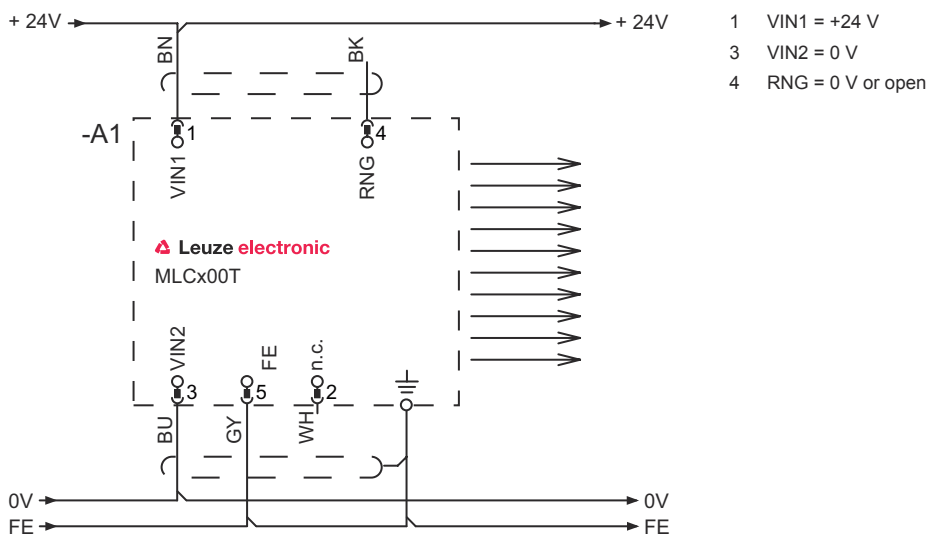 + 24V
+ 24V
1 VIN1 = +24 V
3 VIN2 = 0 V
4 RNG = 0 V or open
BN
BK
-A1
1
4
VIN1
RNG
Leuze electronic
MLCx00T
VIN2
FE
n.c.
3
5
2
BU
GY
WH
0V
0V
FE
FE